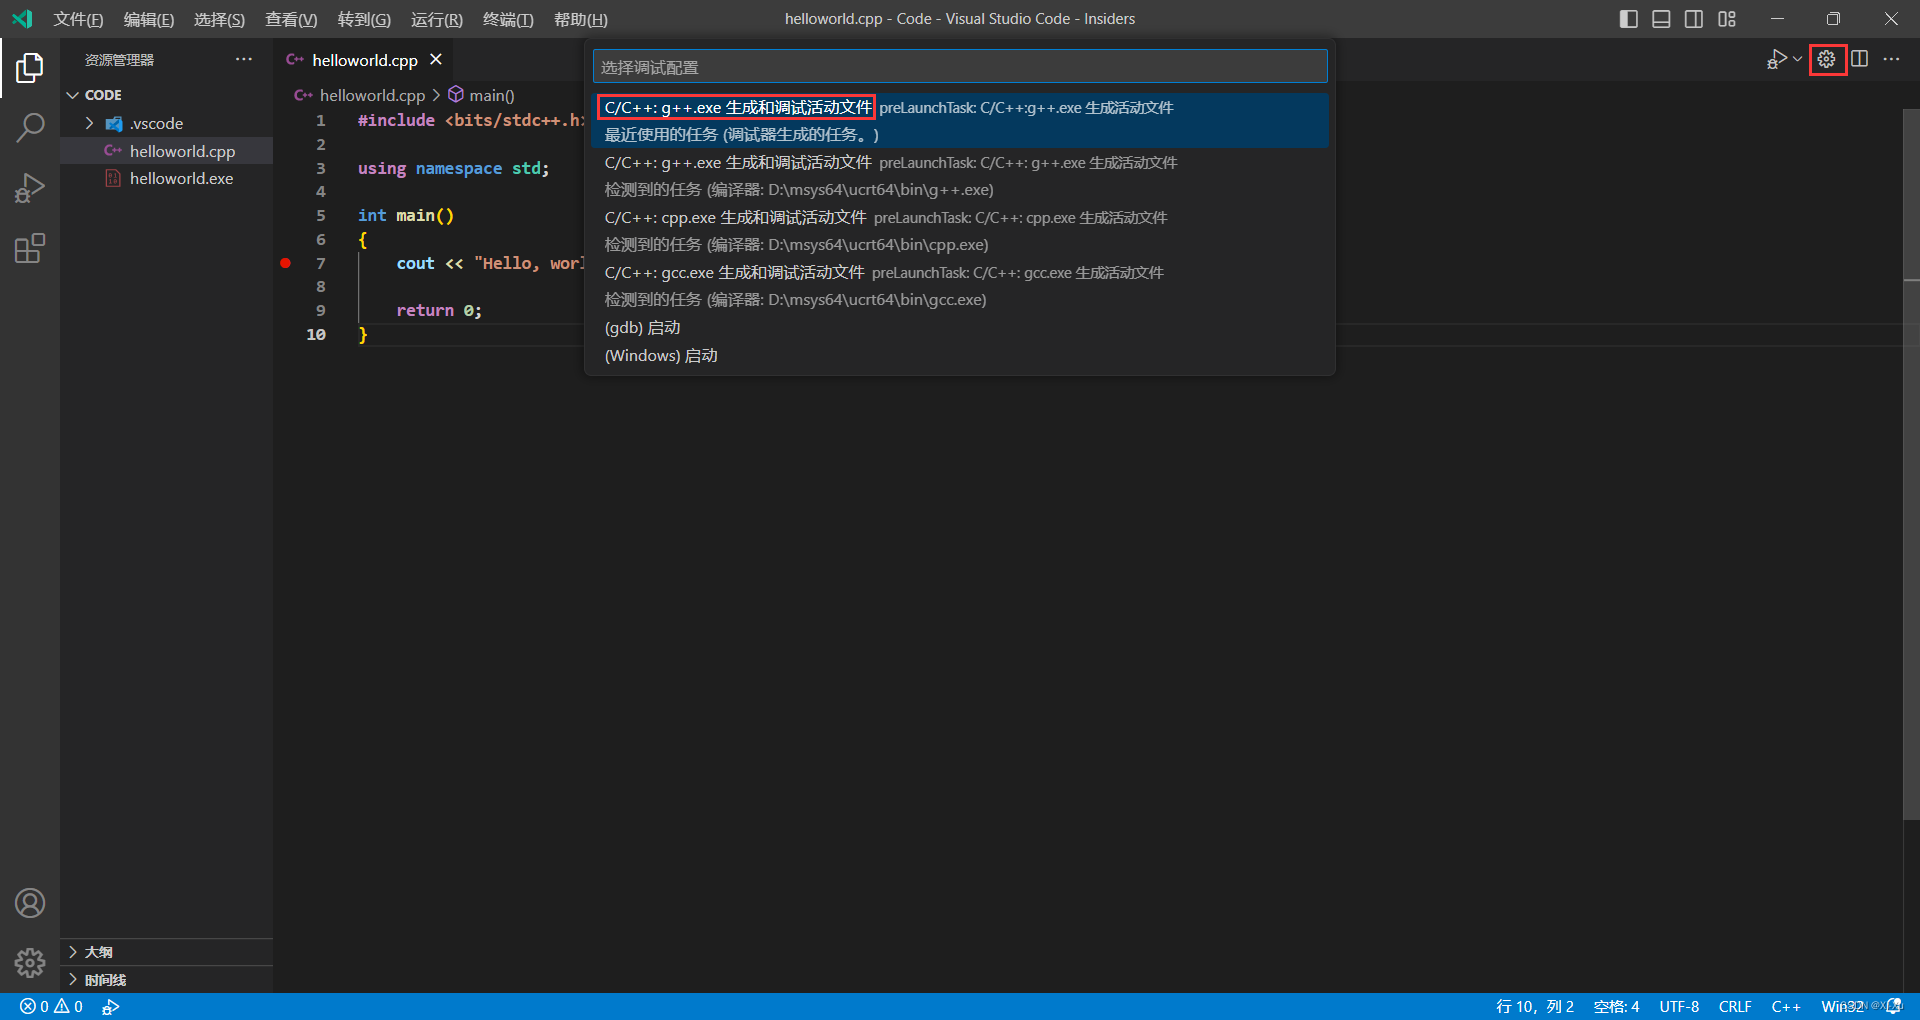 文件(F) 编辑(E) 选择(S) 查看(V) 转到(G) 运行(R) 终端(T) 帮助(H)
helloworld.cpp - Code - Visual Studio Code - Insiders
资源管理器
CODE
.vscode
helloworld.cpp
helloworld.exe
大纲
时间线
helloworld.cpp
helloworld.cpp > main()
1 #include <bits/stdc++.h>
2
3 using namespace std;
4
5 int main()
6 {
7 cout << "Hello, worl
8
9 return 0;
10 }
选择调试配置
C/C++: g++.exe 生成和调试活动文件 preLaunchTask: C/C++:g++.exe 生成活动文件
最近使用的任务 (调试器生成的任务。)
C/C++: g++.exe 生成和调试活动文件 preLaunchTask: C/C++: g++.exe 生成活动文件
检测到的任务 (编译器: D:\msys64\ucrt64\bin\g++.exe)
C/C++: cpp.exe 生成和调试活动文件 preLaunchTask: C/C++: cpp.exe 生成活动文件
检测到的任务 (编译器: D:\msys64\ucrt64\bin\cpp.exe)
C/C++: gcc.exe 生成和调试活动文件 preLaunchTask: C/C++: gcc.exe 生成活动文件
检测到的任务 (编译器: D:\msys64\ucrt64\bin\gcc.exe)
(gdb) 启动
(Windows) 启动
0 0
行 10，列 2 空格: 4 UTF-8 CRLF C++ Win32